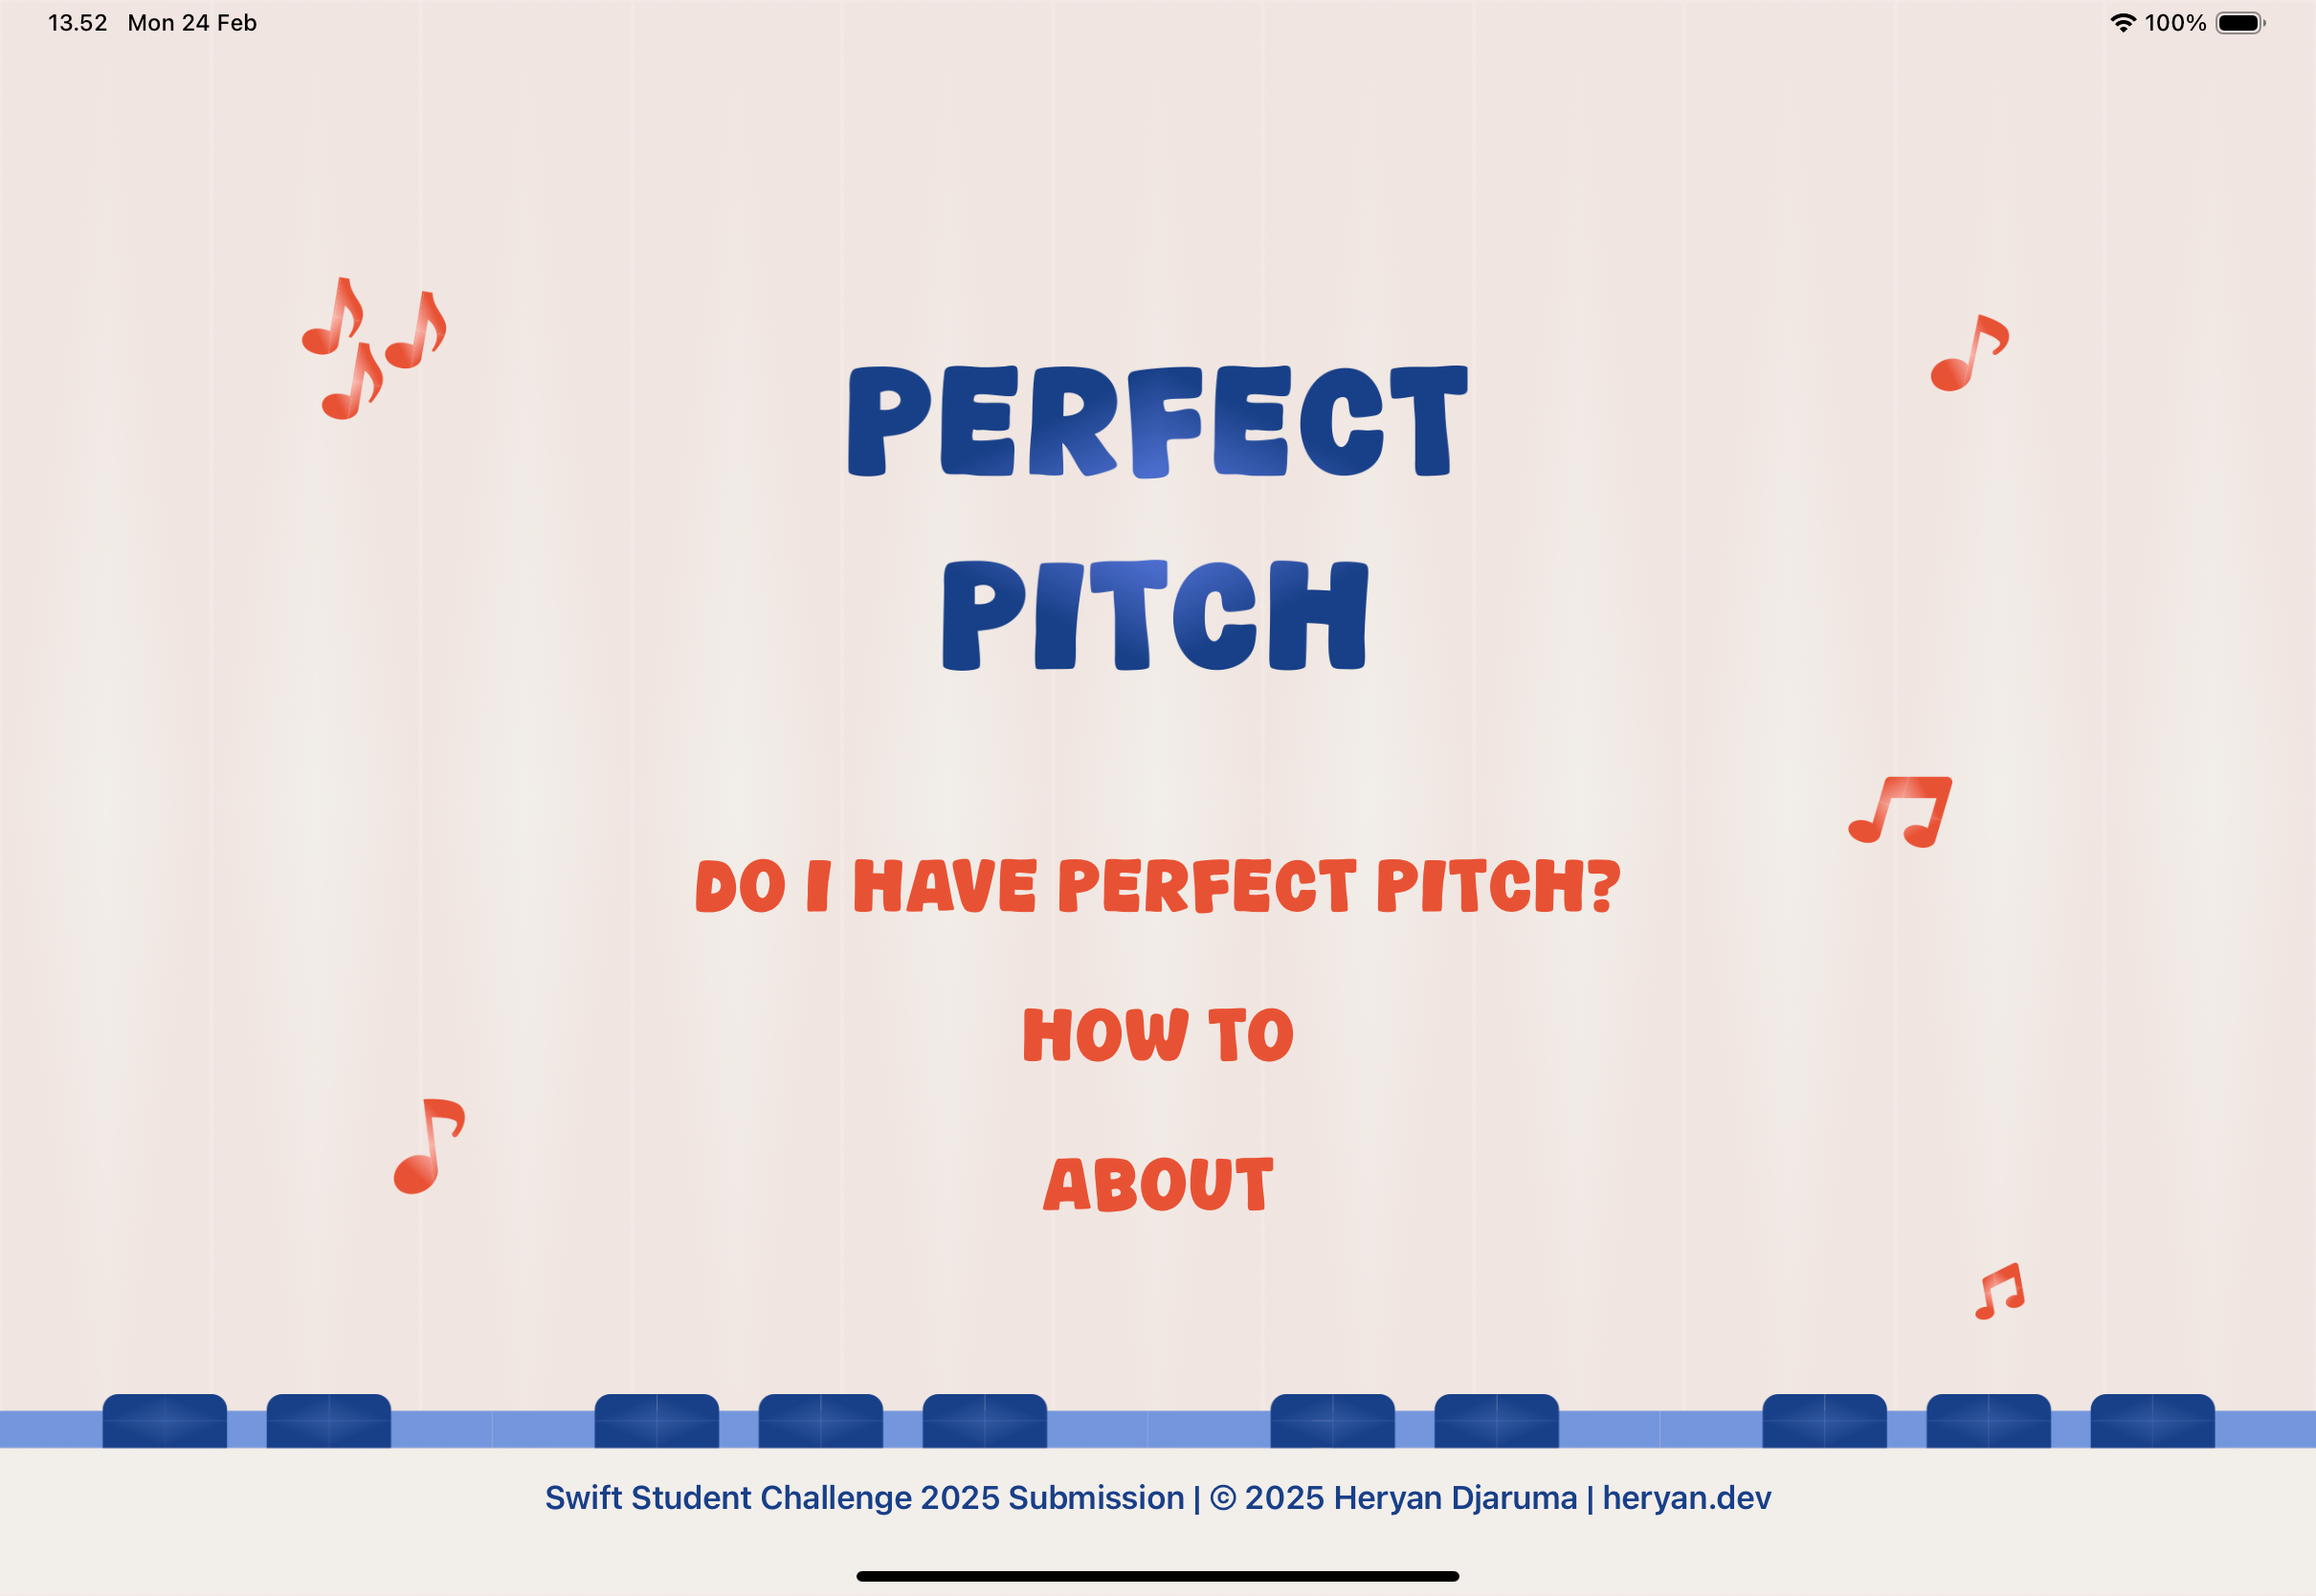 13.52 Mon 24 Feb
100%
PERFECT
PITCH
DO I HAVE PERFECT PITCH?
HOW TO
ABOUT
Swift Student Challenge 2025 Submission | © 2025 Heryan Djaruma | heryan.dev